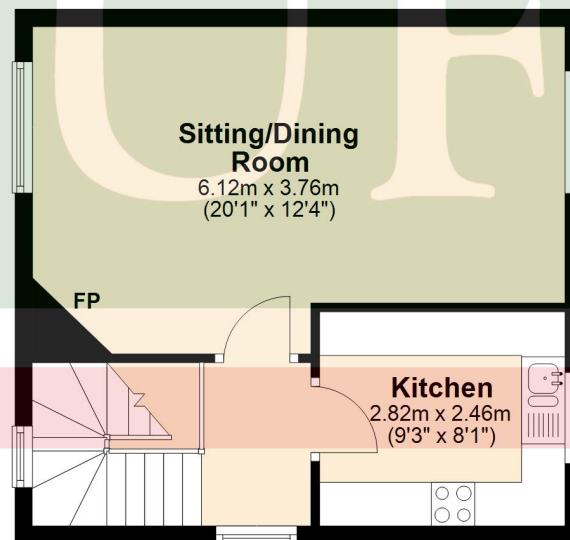 OF
Sitting/Dining
Room
6.12m x 3.76m
(20'1" x 12'4")
FP
Kitchen
2.82m x 2.46m
(9'3" x 8'1")